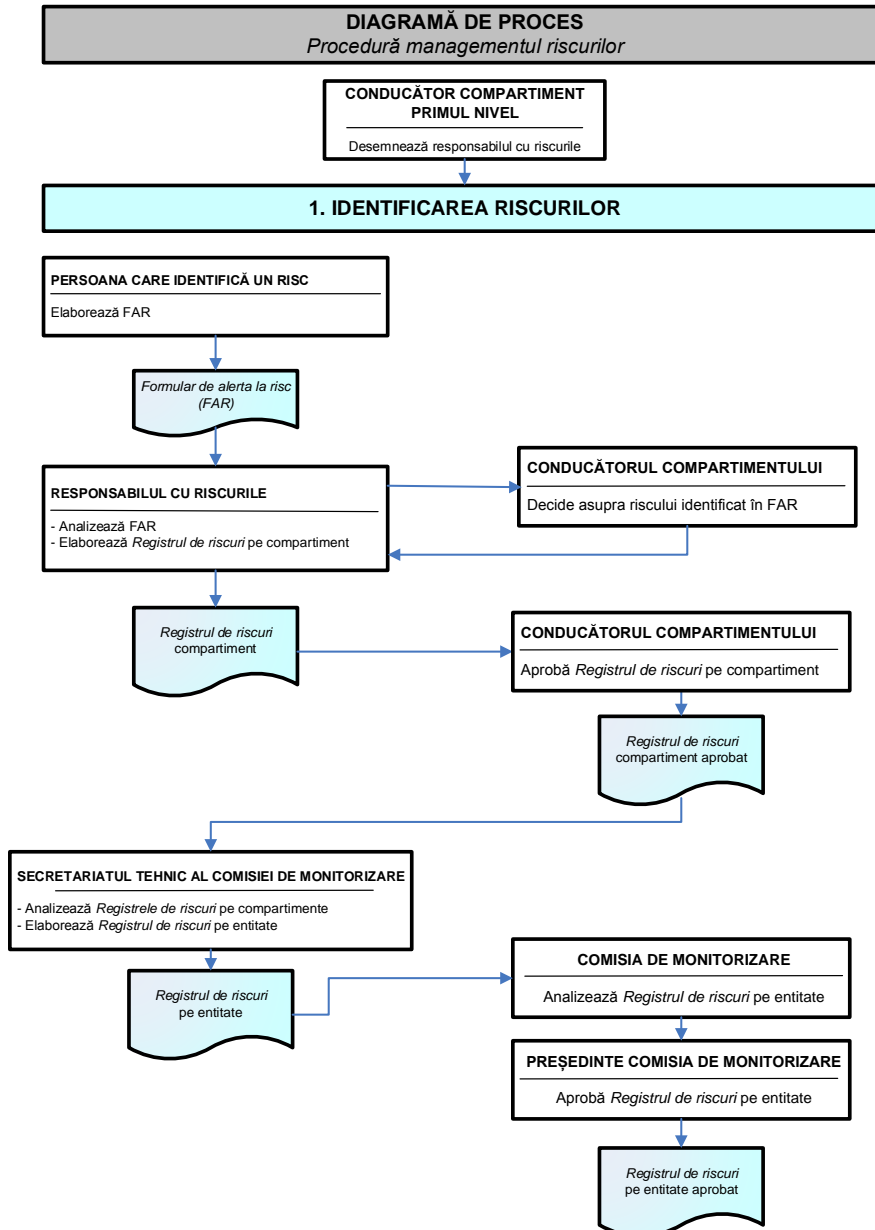 DIAGRAMĂ DE PROCES
Procedură managementul riscurilor
CONDUCĂTOR COMPARTIMENT
PRIMUL NIVEL
Desemnează responsabilul cu riscurile
1. IDENTIFICAREA RISCURILOR
PERSOANA CARE IDENTIFICĂ UN RISC
Elaborează FAR
Formular de alerta la risc
(FAR)
RESPONSABILUL CU RISCURILE
- Analizează FAR
- Elaborează Registrul de riscuri pe compartiment
CONDUCĂTORUL COMPARTIMENTULUI
Decide asupra riscului identificat în FAR
Registrul de riscuri
compartiment
CONDUCĂTORUL COMPARTIMENTULUI
Aprobă Registrul de riscuri pe compartiment
Registrul de riscuri
compartiment aprobat
SECRETARIATUL TEHNIC AL COMISIEI DE MONITORIZARE
- Analizează Registrele de riscuri pe compartimente
- Elaborează Registrul de riscuri pe entitate
Registrul de riscuri
pe entitate
COMISIA DE MONITORIZARE
Analizează Registrul de riscuri pe entitate
PREȘEDINTE COMISIA DE MONITORIZARE
Aprobă Registrul de riscuri pe entitate
Registrul de riscuri
pe entitate aprobat